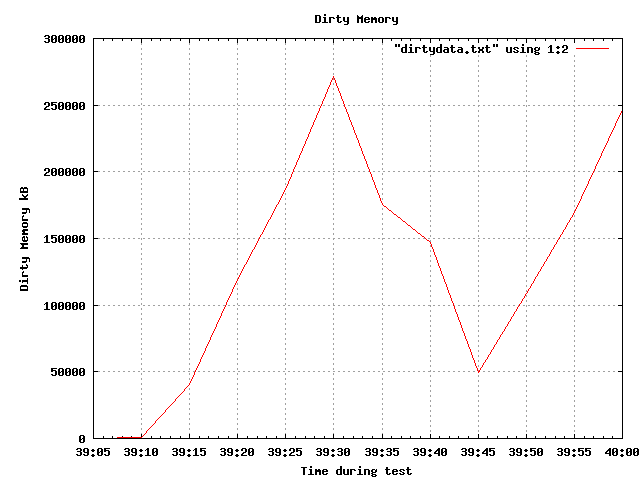 Dirty Memory
"dirtydata.txt" using 1:2
300000
250000
200000
150000
100000
50000
0
Dirty Memory kB
39:05 39:10 39:15 39:20 39:25 39:30 39:35 39:40 39:45 39:50 39:55 40:00
Time during test